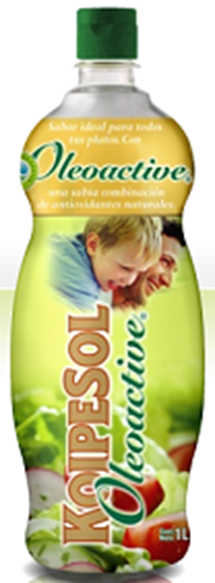 Sabor ideal para todos
tus platos. Con
Oleoactive®
una sabia combinación
de antioxidantes naturales.
KOIPESOL
Oleoactive®
1L